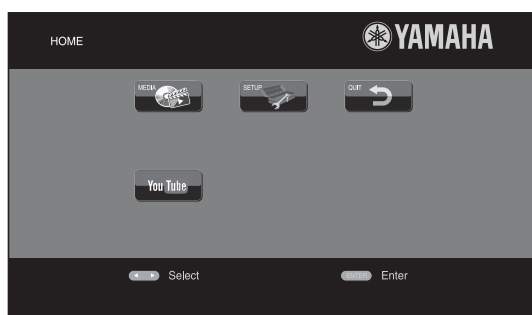 HOME
YAMAHA
MEDIA
SETUP
QUIT
You Tube
Select
ENTER Enter